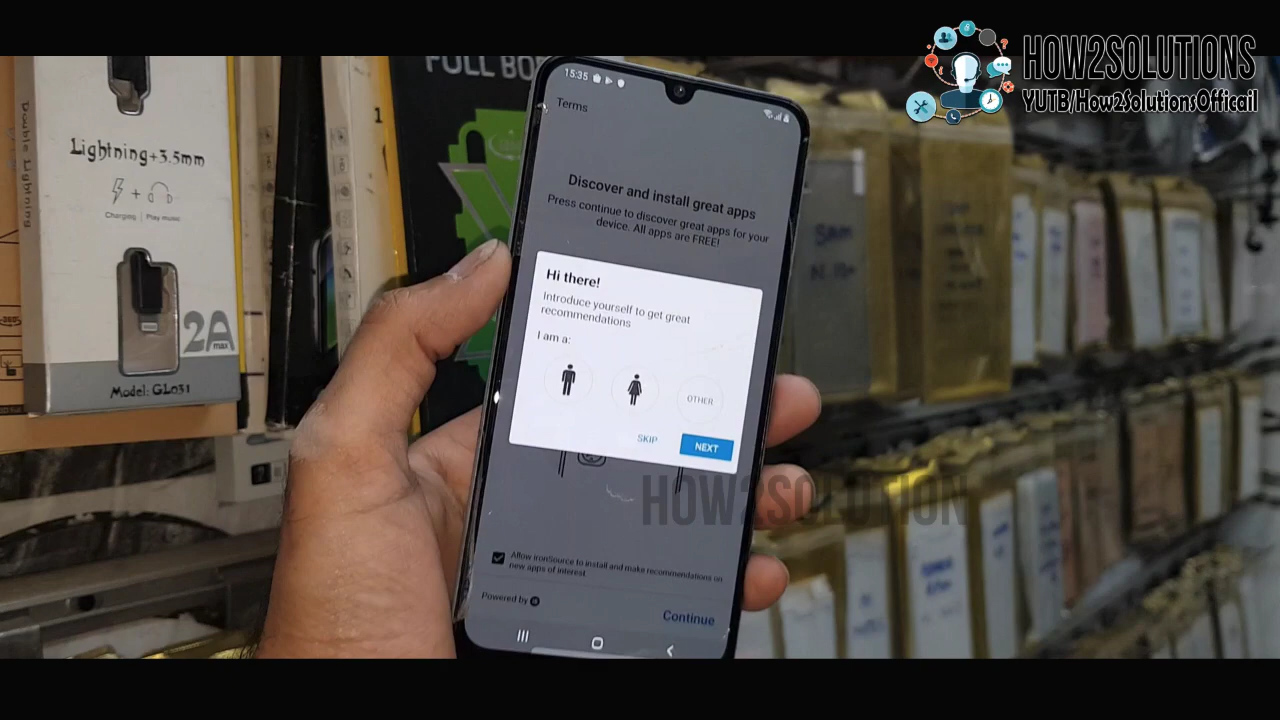 HOW2SOLUTIONS
YUTB/How2SolutionsOfficail
FULL BO
Double Lightning
Lightning+3.5mm
Charging | Play music
2A
max
Model: GL031
15:35
Terms
Discover and install great apps
Press continue to discover great apps for your
device. All apps are FREE!
Hi there!
Introduce yourself to get great
recommendations
I am a:
OTHER
SKIP
NEXT
HOW2SOLUTION
Allow ironSource to install and make recommendations on
new apps of interest
Powered by
Continue